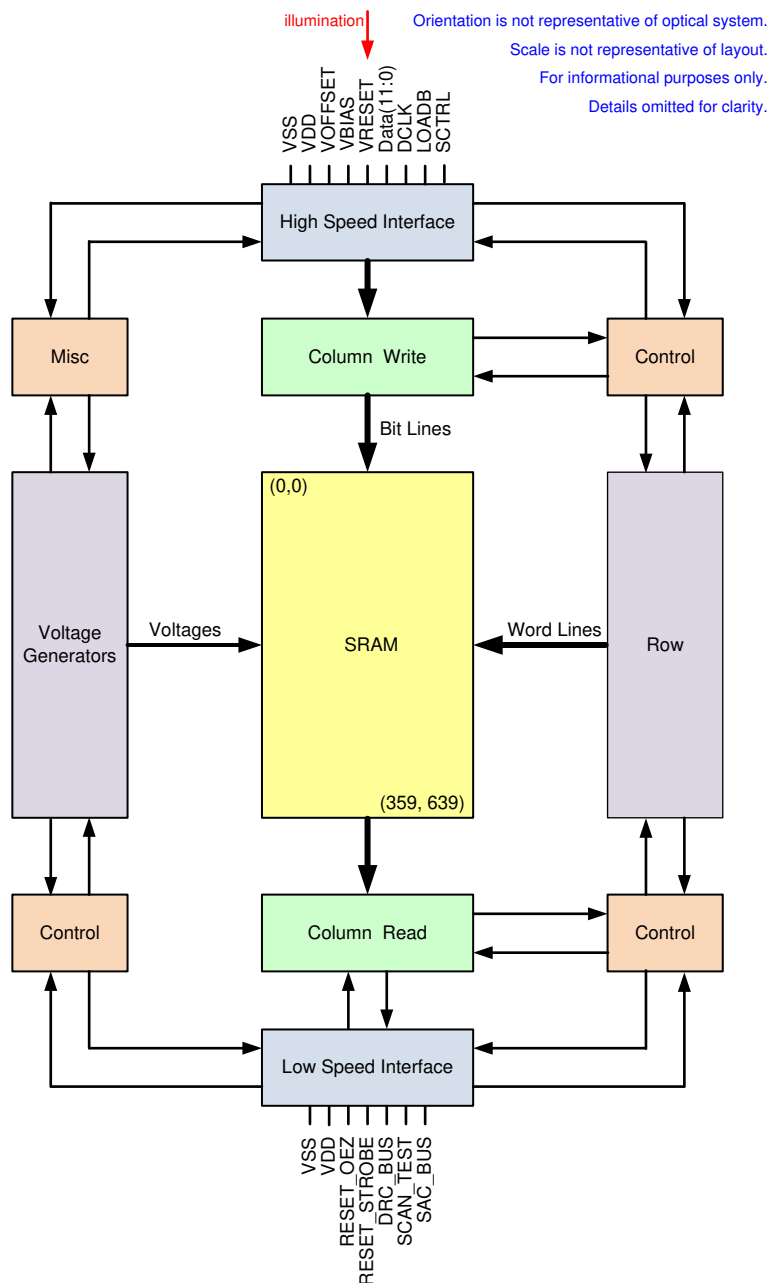 illumination
Orientation is not representative of optical system.
Scale is not representative of layout.
For informational purposes only.
Details omitted for clarity.
VSS
VDD
VOFFSET
VBIAS
VRESET
Data(11:0)
DCLK
LOADB
SCTRL
High Speed Interface
Misc
Column Write
Control
Bit Lines
(0,0)
Voltage
Generators
Voltages
SRAM
Word Lines
Row
(359, 639)
Control
Column Read
Control
Low Speed Interface
VSS
VDD
RESET_OEZ
RESET_STROBE
DRC_BUS
SCAN_TEST
SAC_BUS